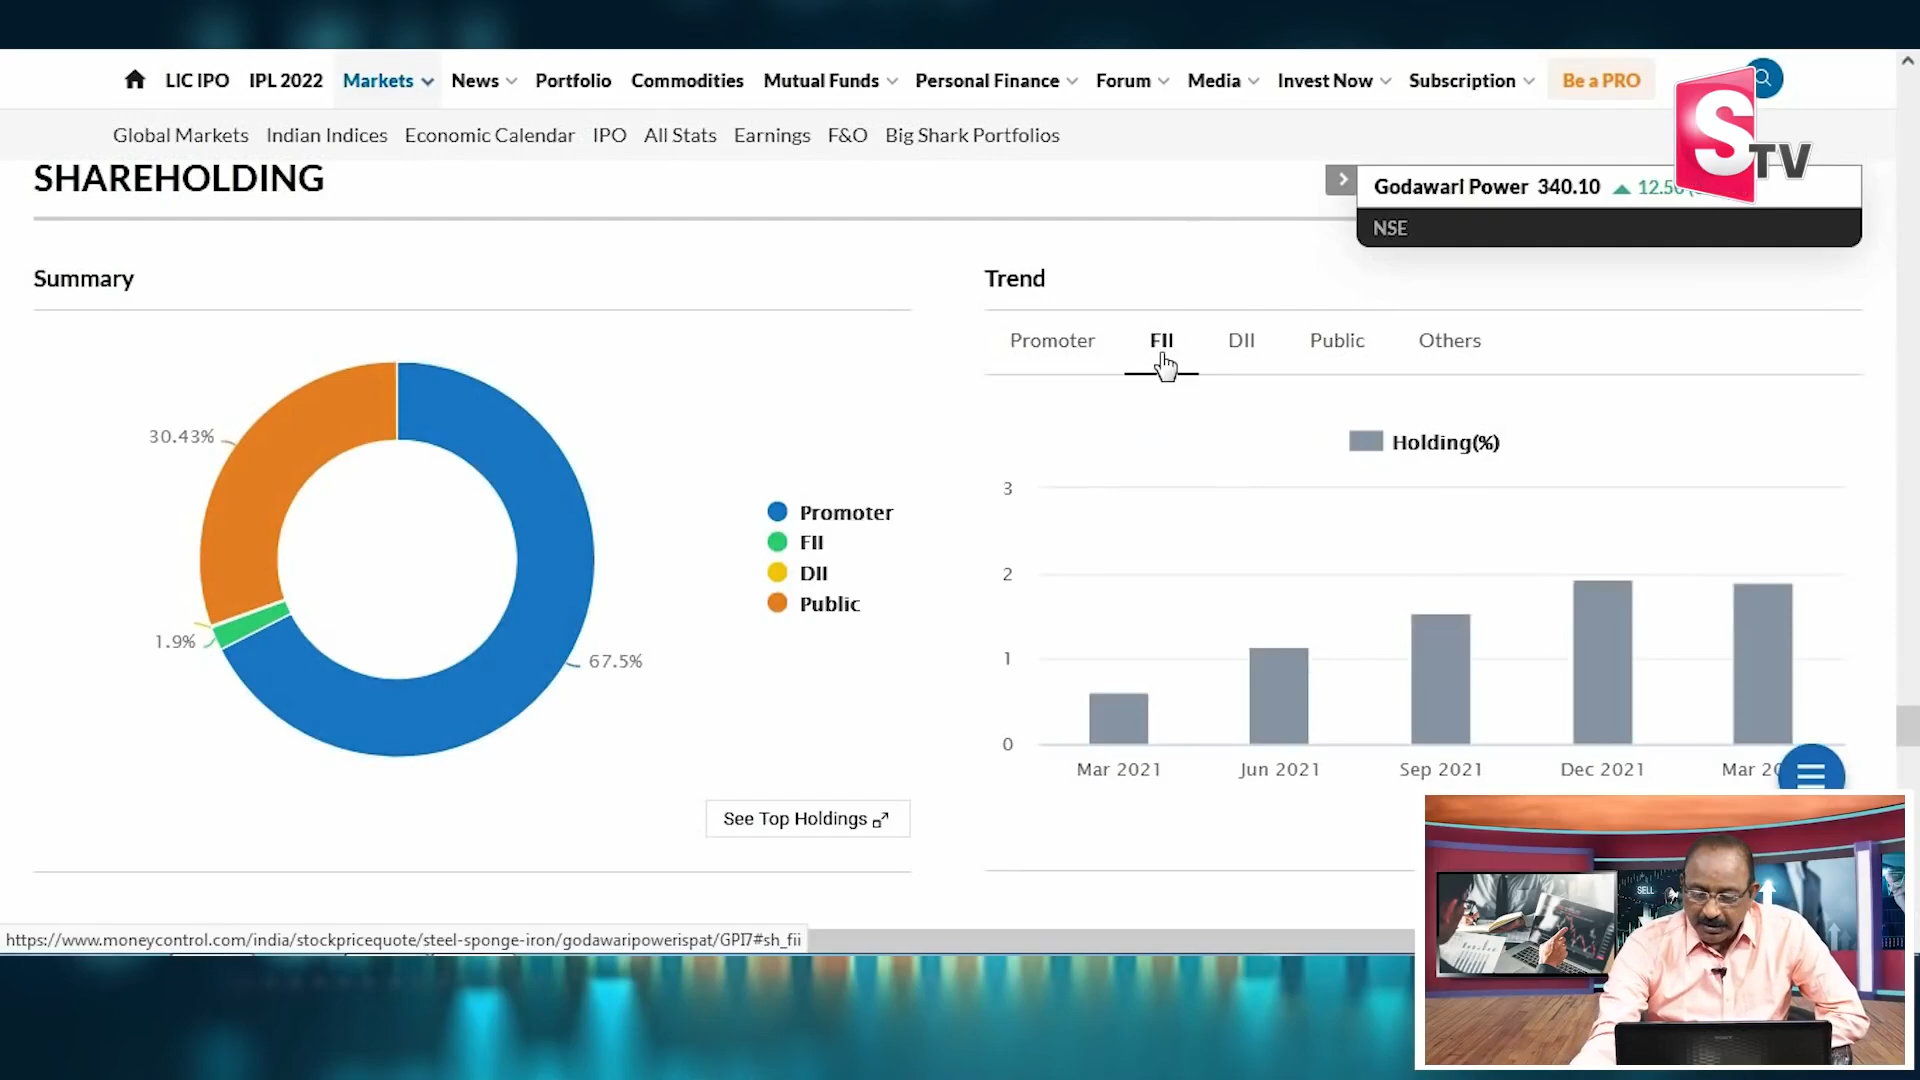 LIC IPO IPL 2022 Markets News Portfolio Commodities Mutual Funds Personal Finance Forum Media Invest Now Subscription Be a PRO
Global Markets Indian Indices Economic Calendar IPO All Stats Earnings F&O Big Shark Portfolios
STV
SHAREHOLDING
Godawari Power 340.10
NSE
Summary
Trend
Promoter FII DII Public Others
30.43%
1.9%
67.5%
Promoter
FII
DII
Public
Holding(%)
3
2
1
0
Mar 2021 Jun 2021 Sep 2021 Dec 2021 Mar
See Top Holdings
https://www.moneycontrol.com/india/stockpricequote/steel-sponge-iron/godawaripowerispat/GPI7#sh_fii
SELL